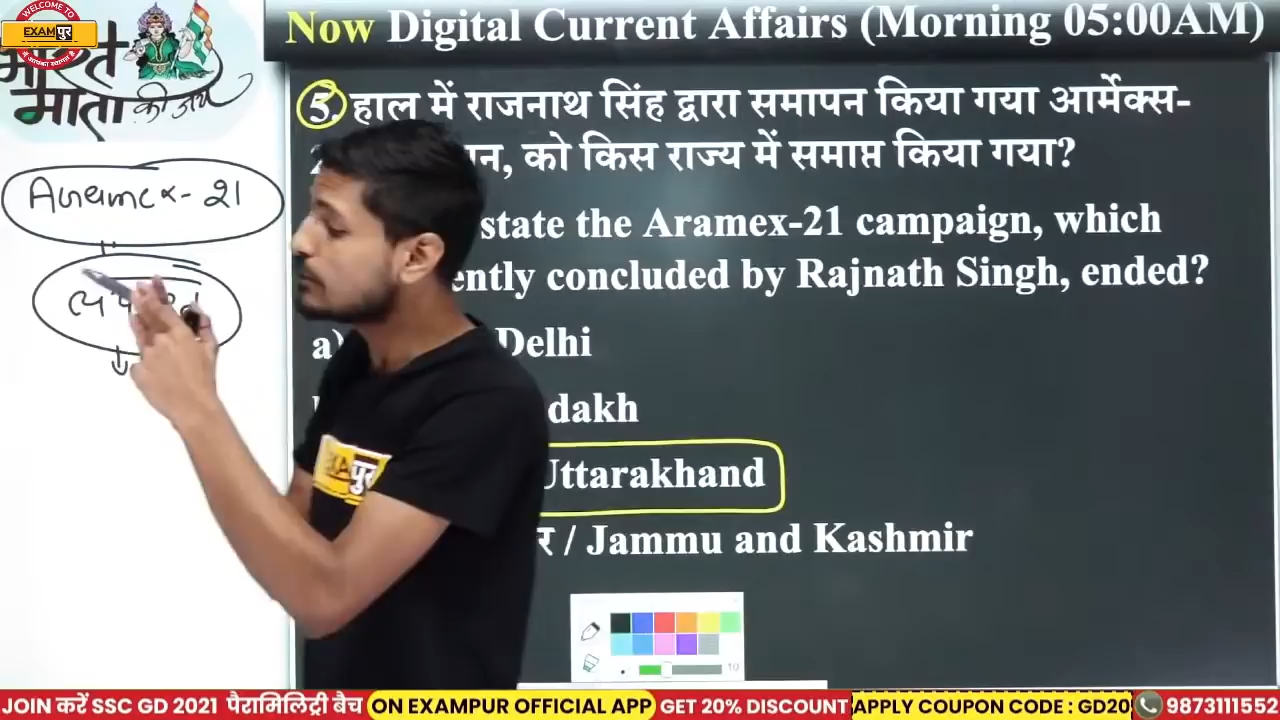 WELCOME TO
EXAMपुर
भारत
माता की जय
Now Digital Current Affairs (Morning 05:00AM)
5. हाल में राजनाथ सिंह द्वारा समापन किया गया आर्मेक्स-
न, को किस राज्य में समाप्त किया गया?
state the Aramex-21 campaign, which
ently concluded by Rajnath Singh, ended?
a) Delhi
dakh
Uttarakhand
र / Jammu and Kashmir
Aramex-21
पुर
10
JOIN करें SSC GD 2021 पैरामिलिट्री बैच ON EXAMPUR OFFICIAL APP GET 20% DISCOUNT APPLY COUPON CODE : GD20 9873111552